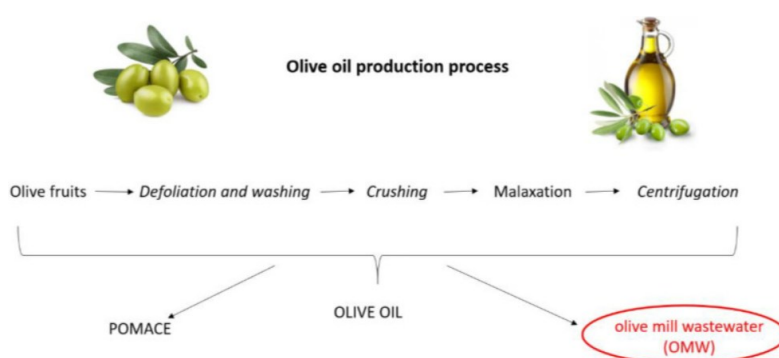 Olive oil production process
Olive fruits Defoliation and washing Crushing Malaxation Centrifugation
POMACE
OLIVE OIL
olive mill wastewater
(OMW)